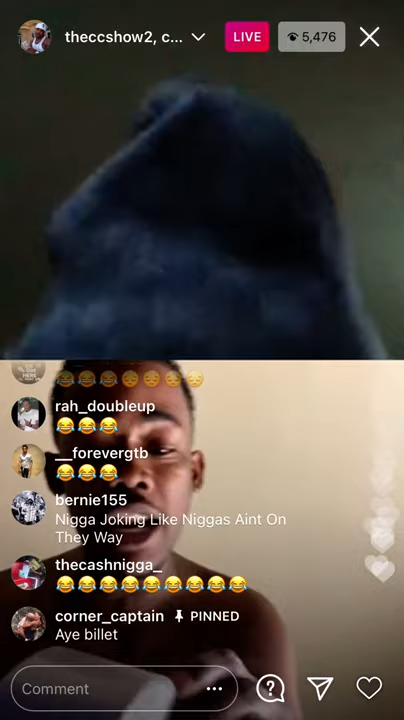 theccshow2, c...
LIVE
5,476
😂😂😂😔😔😔😔
rah_doubleup
😂😂😂
__forevergtb
😂😂😂
bernie155
Nigga Joking Like Niggas Aint On
They Way
thecashnigga_
😂😂😂😂😂😂😂😂😂
corner_captain PINNED
Aye billet
Comment